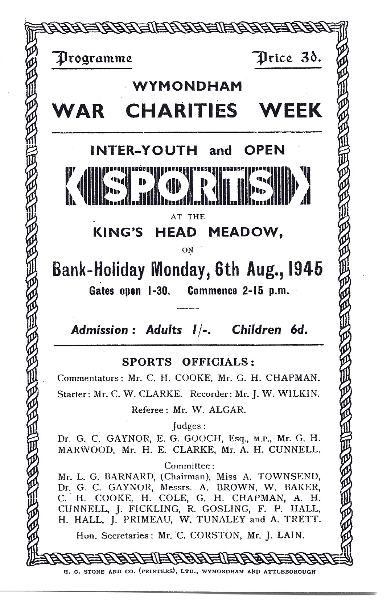 Programme Price 3d.
WYMONDHAM
WAR CHARITIES WEEK
INTER-YOUTH and OPEN
SPORTS
AT THE
KING'S HEAD MEADOW,
ON
Bank-Holiday Monday, 6th Aug., 1945
Gates open 1-30. Commence 2-15 p.m.
Admission: Adults 1/-. Children 6d.
SPORTS OFFICIALS:
Commentators: Mr. C. H. COOKE, Mr. G. H. CHAPMAN.
Starter: Mr. C. W. CLARKE. Recorder: Mr. J. W. WILKIN.
Referee: Mr. W. ALGAR.
Judges:
Dr. G. C. GAYNOR, E. G. GOOCH, Esq., M.P., Mr. G. H.
MARWOOD, Mr. H. E. CLARKE, Mr. A. H. CUNNELL.
Committee:
Mr. L. G. BARNARD, (Chairman), Miss A. TOWNSEND,
Dr. G. C. GAYNOR, Messrs. A. BROWN, W. BAKER,
C. H. COOKE, H. COLE, G. H. CHAPMAN, A. H.
CUNNELL, J. FICKLING, R. GOSLING, F. P. HALL,
H. HALL, J. PRIMEAU, W. TUNALEY and A. TRETT.
Hon. Secretaries: Mr. C. CORSTON, Mr. J. LAIN.
H. G. STONE AND CO. (PRINTERS), LTD., WYMONDHAM AND ATTLEBOROUGH